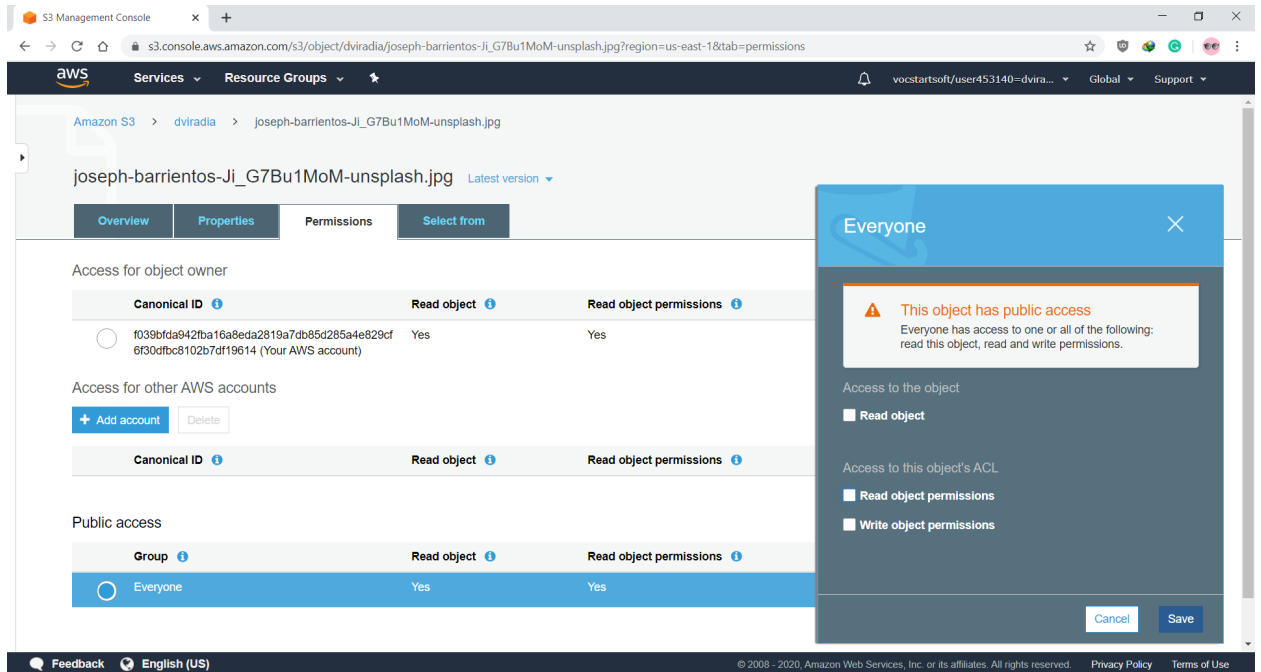 S3 Management Console
s3.console.aws.amazon.com/s3/object/dviradia/joseph-barrientos-Ji_G7Bu1MoM-unsplash.jpg?region=us-east-1&tab=permissions
aws Services Resource Groups vocstartsoft/user453140=dvira... Global Support
Amazon S3 > dviradia > joseph-barrientos-Ji_G7Bu1MoM-unsplash.jpg
joseph-barrientos-Ji_G7Bu1MoM-unsplash.jpg Latest version
Overview Properties Permissions Select from
Access for object owner
Canonical ID Read object Read object permissions
f039bfda942fba16a8eda2819a7db85d285a4e829cf Yes Yes
6f30dfbc8102b7df19614 (Your AWS account)
Access for other AWS accounts
+ Add account Delete
Canonical ID Read object Read object permissions
Public access
Group Read object Read object permissions
Everyone Yes Yes
Everyone
This object has public access
Everyone has access to one or all of the following:
read this object, read and write permissions.
Access to the object
Read object
Access to this object's ACL
Read object permissions
Write object permissions
Cancel Save
Feedback English (US) © 2008 - 2020, Amazon Web Services, Inc. or its affiliates. All rights reserved. Privacy Policy Terms of Use